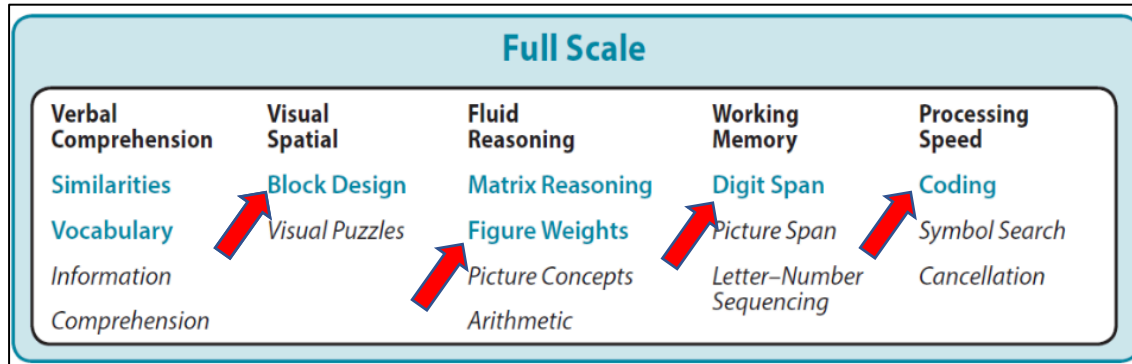 Full Scale
Verbal
Comprehension
Similarities
Vocabulary
Information
Comprehension
Visual
Spatial
Block Design
Visual Puzzles
Fluid
Reasoning
Matrix Reasoning
Figure Weights
Picture Concepts
Arithmetic
Working
Memory
Digit Span
Picture Span
Letter–Number
Sequencing
Processing
Speed
Coding
Symbol Search
Cancellation